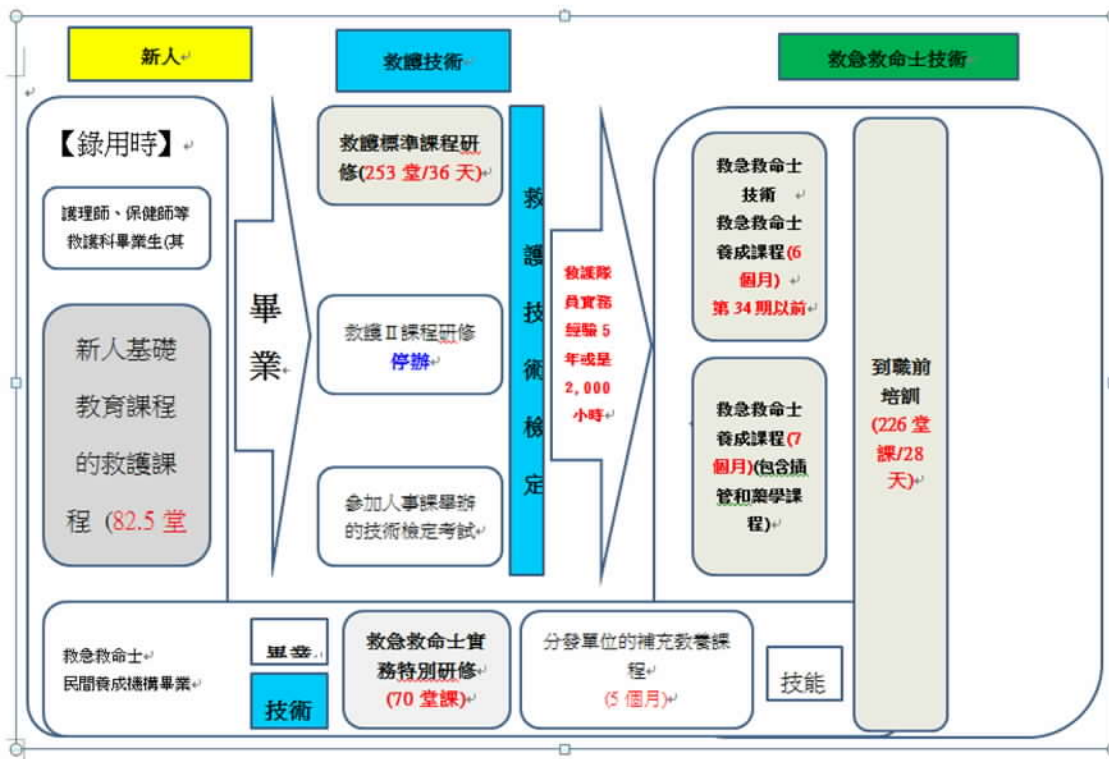 新人
救護技術
救急救命士技術
【錄用時】
護理師、保健師等
救護科畢業生(其
新人基礎
教育課程
的救護課
程 (82.5 堂
畢
業
救護標準課程研
修(253 堂/36 天)
救護Ⅱ課程研修
停辦
參加人事課舉辦
的技術檢定考試
救
護
技
術
檢
定
救護隊
員實務
經驗 5
年或是
2,000
小時
救急救命士
技術
救急救命士
養成課程(6
個月)
第 34 期以前
救急救命士
養成課程(7
個月)(包含插
管和藥學課
程)
到職前
培訓
(226 堂
課/28
天)
救急救命士
民間養成機構畢業
畢業
技術
救急救命士實
務特別研修
(70 堂課)
分發單位的補充教養課
程
(5 個月)
技能